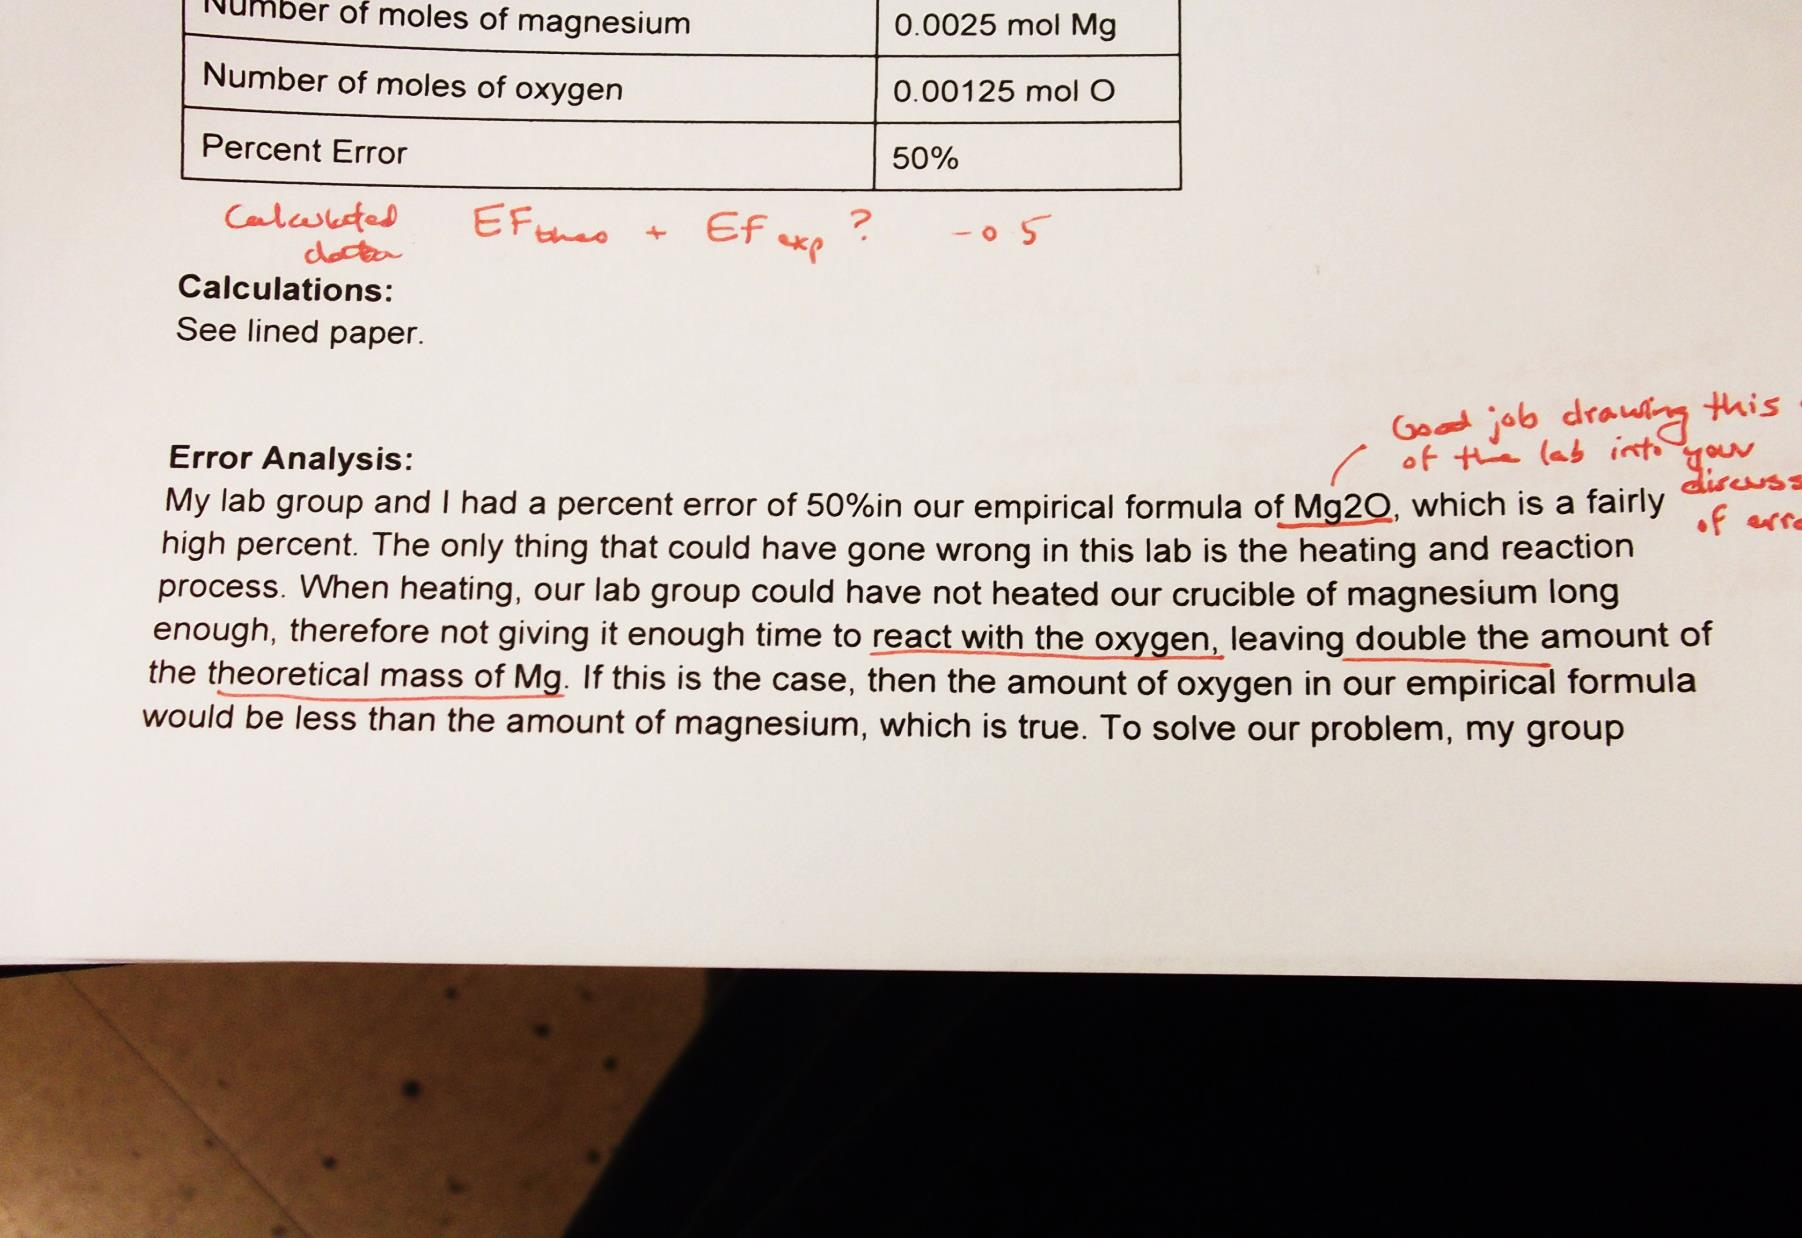 Number of moles of magnesium 0.0025 mol Mg
Number of moles of oxygen 0.00125 mol O
Percent Error 50%
Calculated EFtheo + EFexp ? -0.5
data
Calculations:
See lined paper.
Good job drawing this
of the lab into your
discuss
of erro
Error Analysis:
My lab group and I had a percent error of 50%in our empirical formula of Mg2O, which is a fairly
high percent. The only thing that could have gone wrong in this lab is the heating and reaction
process. When heating, our lab group could have not heated our crucible of magnesium long
enough, therefore not giving it enough time to react with the oxygen, leaving double the amount of
the theoretical mass of Mg. If this is the case, then the amount of oxygen in our empirical formula
would be less than the amount of magnesium, which is true. To solve our problem, my group